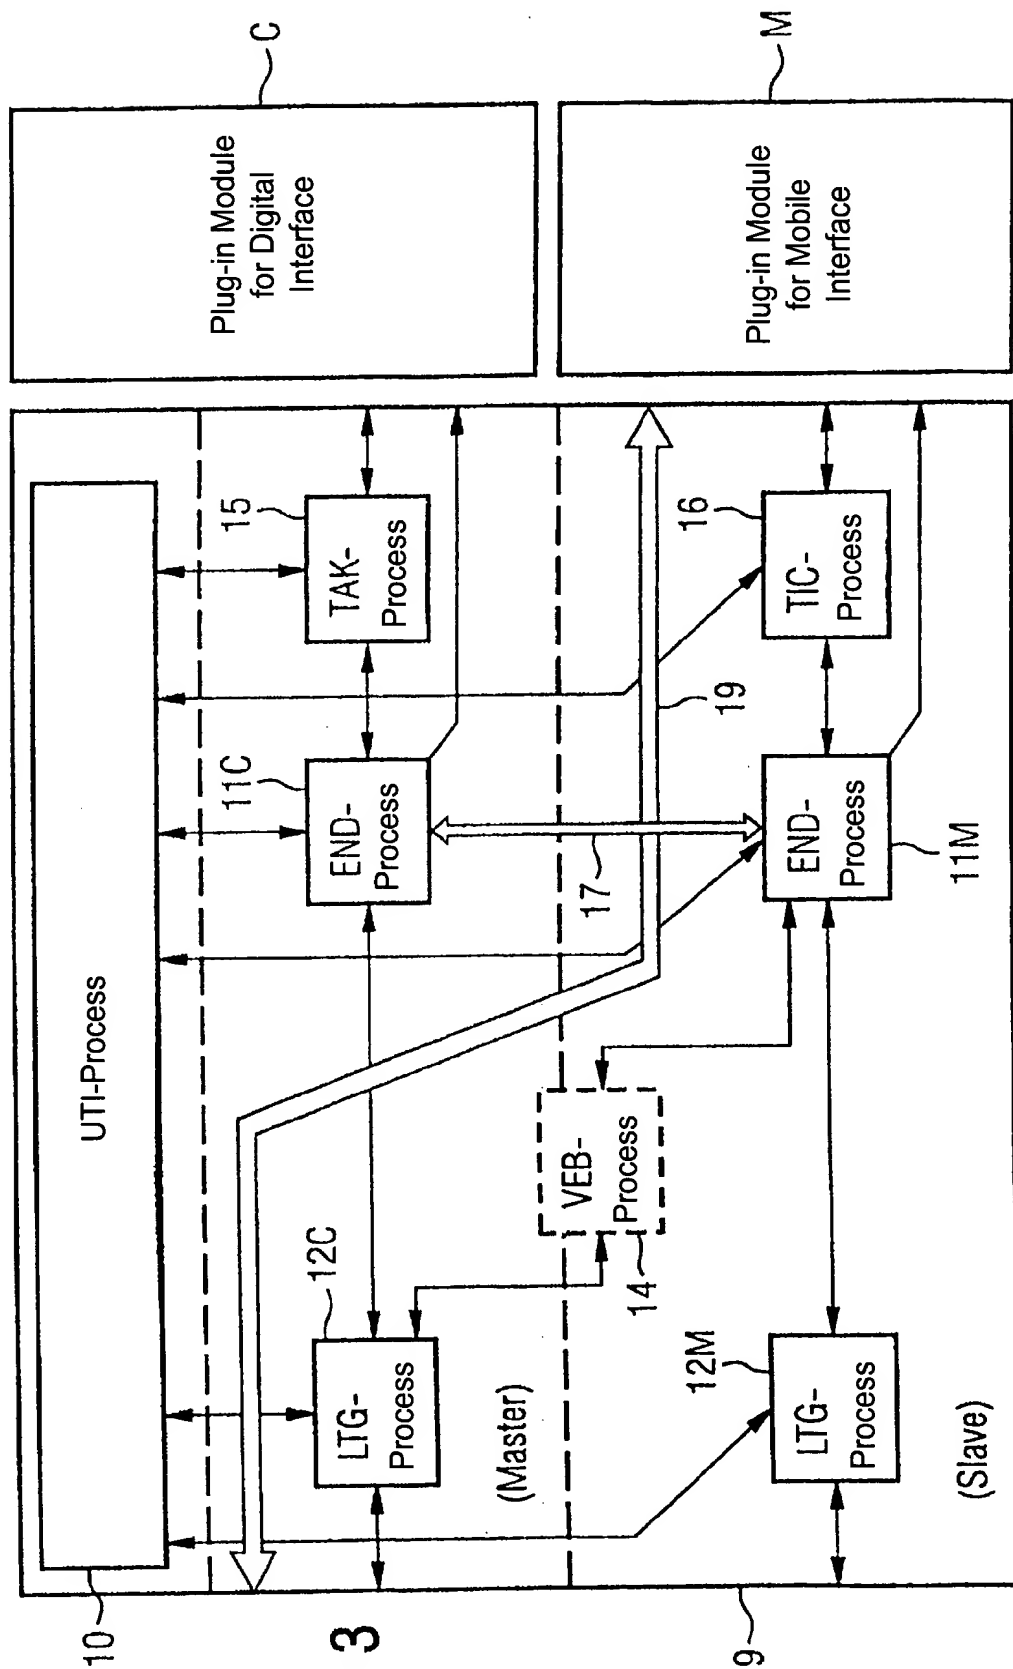 10
UTI-Process
Plug-in Module
for Digital
Interface
C
3
12C
LTG-
Process
11C
END-
Process
15
TAK-
Process
(Master)
14
VEB-
Process
17
19
Plug-in Module
for Mobile
Interface
M
12M
LTG-
Process
END-
Process
11M
16
TIC-
Process
(Slave)
9